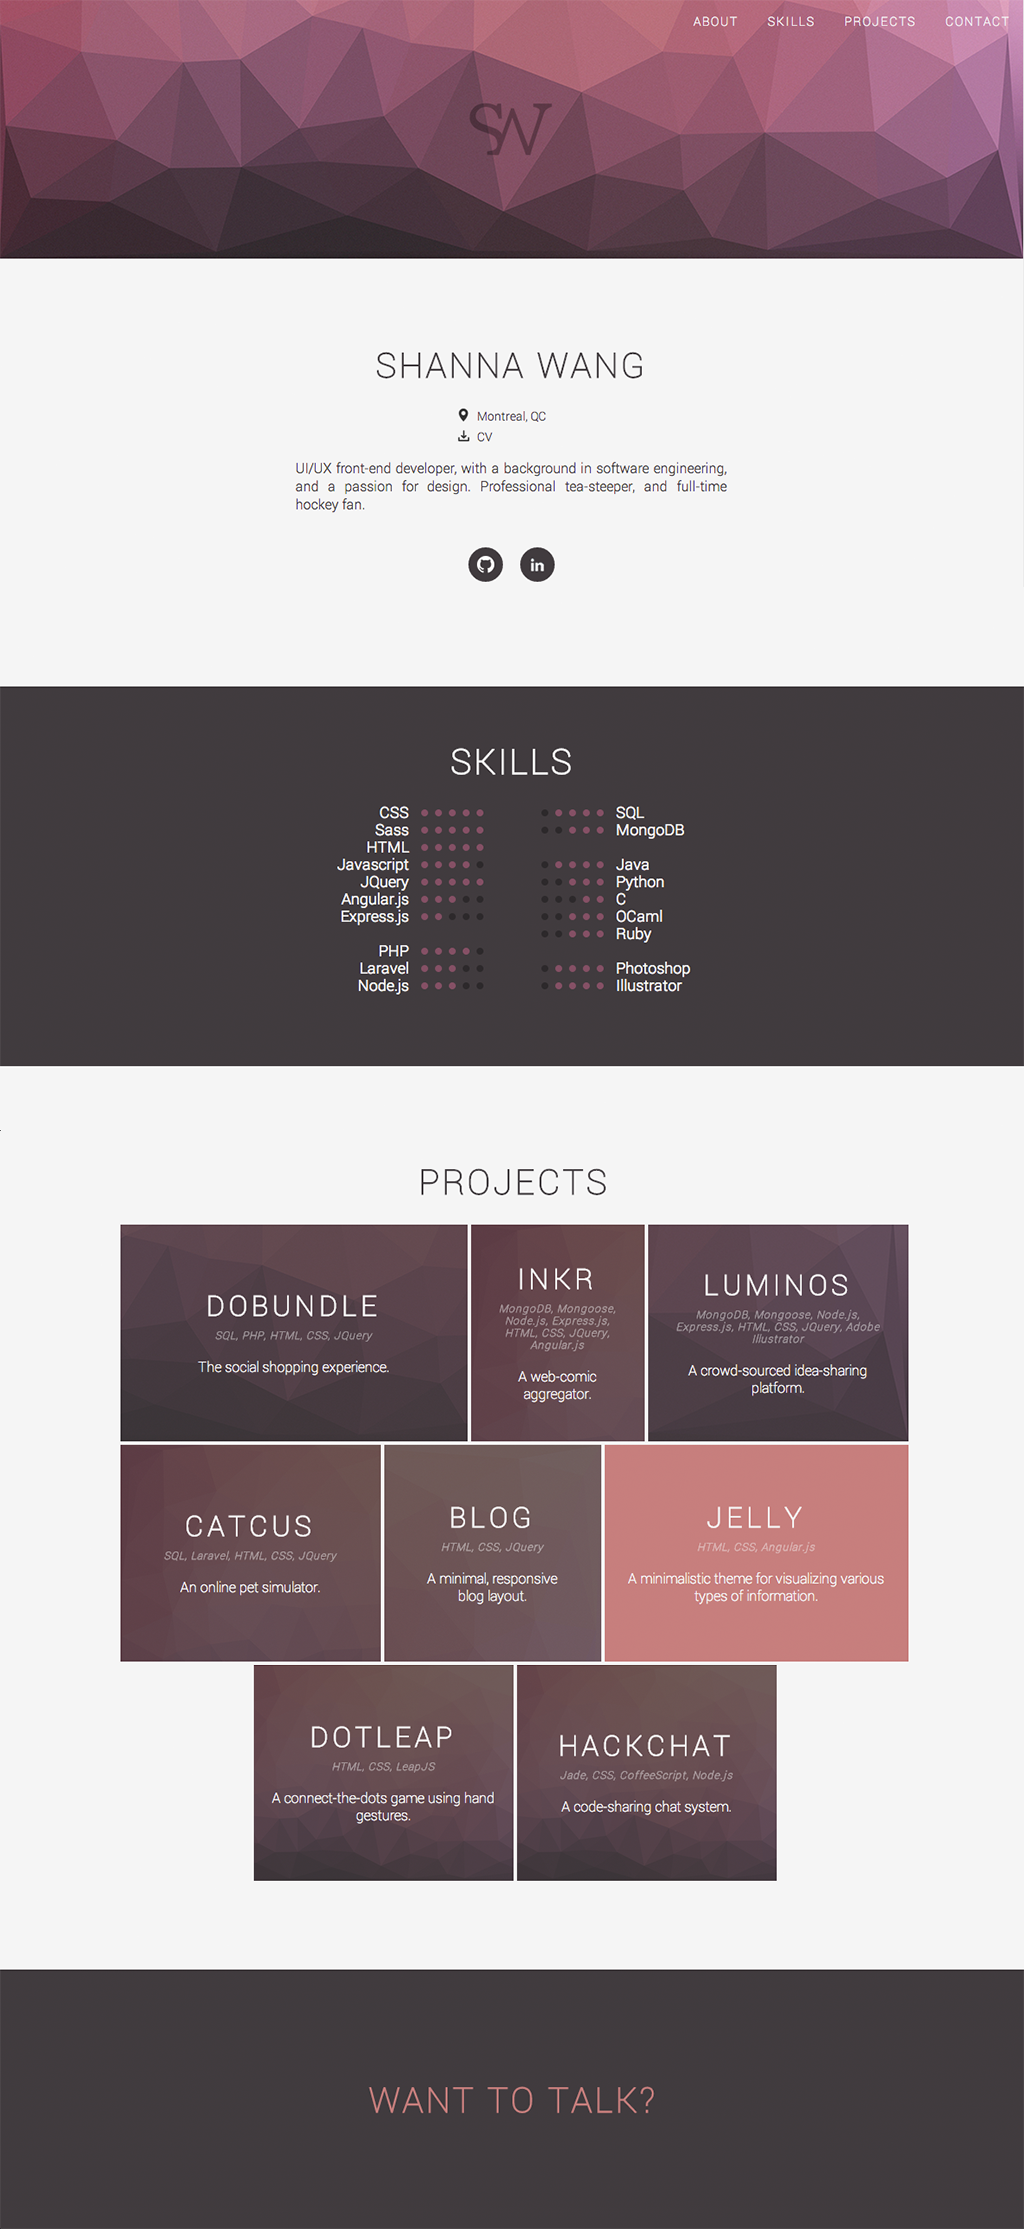 ABOUT SKILLS PROJECTS CONTACT
SW
SHANNA WANG
Montreal, QC
CV
UI/UX front-end developer, with a background in software engineering,
and a passion for design. Professional tea-steeper, and full-time
hockey fan.
in
SKILLS
CSS
Sass
HTML
Javascript
JQuery
Angular.js
Express.js
PHP
Laravel
Node.js
SQL
MongoDB
Java
Python
C
OCaml
Ruby
Photoshop
Illustrator
PROJECTS
DOBUNDLE
SQL, PHP, HTML, CSS, JQuery
The social shopping experience.
INKR
MongoDB, Mongoose,
Node.js, Express.js,
HTML, CSS, JQuery,
Angular.js
A web-comic
aggregator.
LUMINOS
MongoDB, Mongoose, Node.js,
Express.js, HTML, CSS, JQuery, Adobe
Illustrator
A crowd-sourced idea-sharing
platform.
CATCUS
SQL, Laravel, HTML, CSS, JQuery
An online pet simulator.
BLOG
HTML, CSS, JQuery
A minimal, responsive
blog layout.
JELLY
HTML, CSS, Angular.js
A minimalistic theme for visualizing various
types of information.
DOTLEAP
HTML, CSS, LeapJS
A connect-the-dots game using hand
gestures.
HACKCHAT
Jade, CSS, CoffeeScript, Node.js
A code-sharing chat system.
WANT TO TALK?